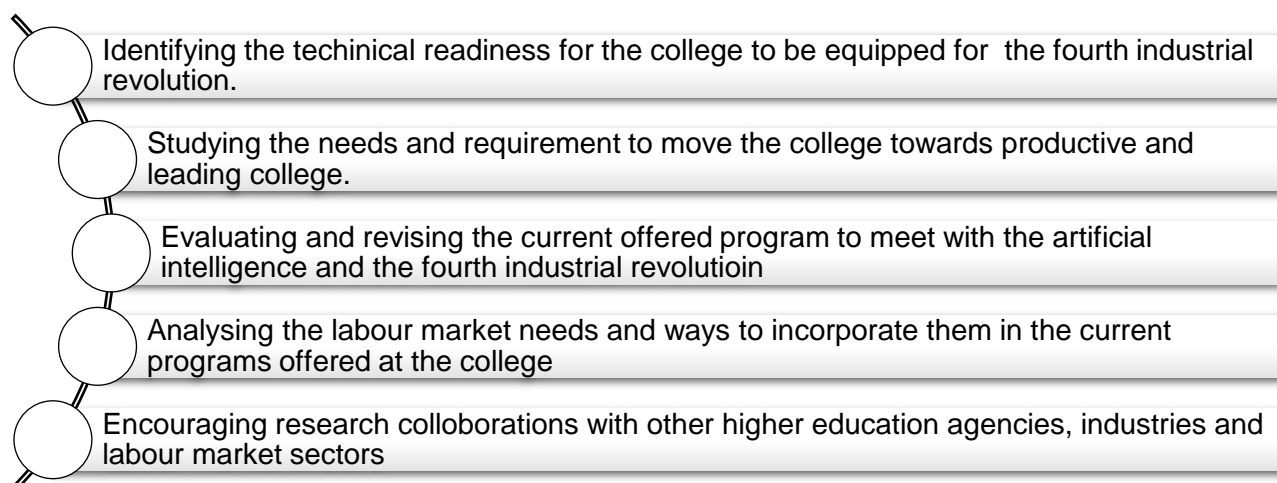 Identifying the techinical readiness for the college to be equipped for  the fourth industrial
revolution.
Studying the needs and requirement to move the college towards productive and
leading college.
Evaluating and revising the current offered program to meet with the artificial
intelligence and the fourth industrial revolutioin
Analysing the labour market needs and ways to incorporate them in the current
programs offered at the college
Encouraging research colloborations with other higher education agencies, industries and
labour market sectors